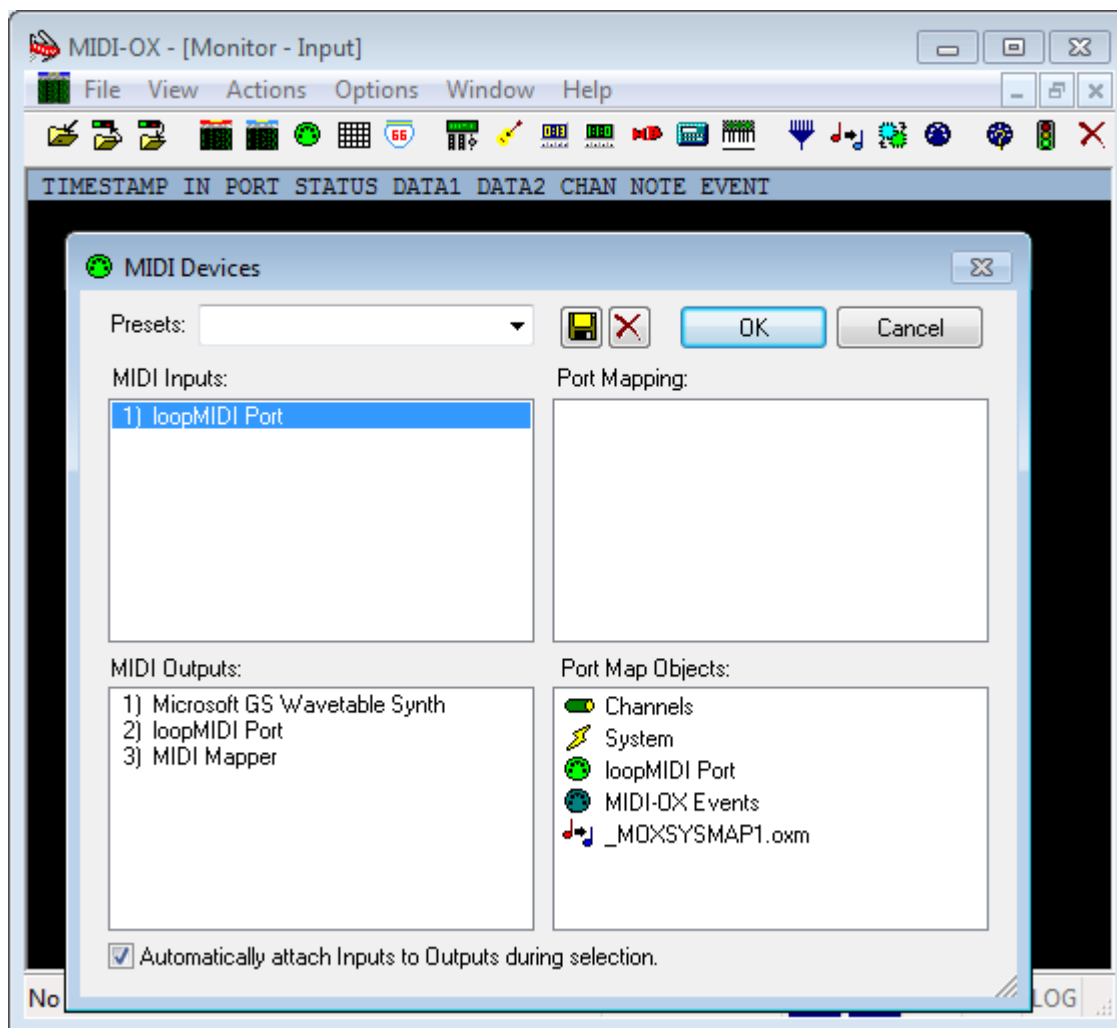 MIDI-OX - [Monitor - Input]
File View Actions Options Window Help
66
TIMESTAMP IN PORT STATUS DATA1 DATA2 CHAN NOTE EVENT
MIDI Devices
Presets: OK Cancel
MIDI Inputs: Port Mapping:
1) loopMIDI Port
MIDI Outputs: Port Map Objects:
1) Microsoft GS Wavetable Synth Channels
2) loopMIDI Port System
3) MIDI Mapper loopMIDI Port
MIDI-OX Events
_MOXSYSMAP1.oxm
Automatically attach Inputs to Outputs during selection.
No LOG